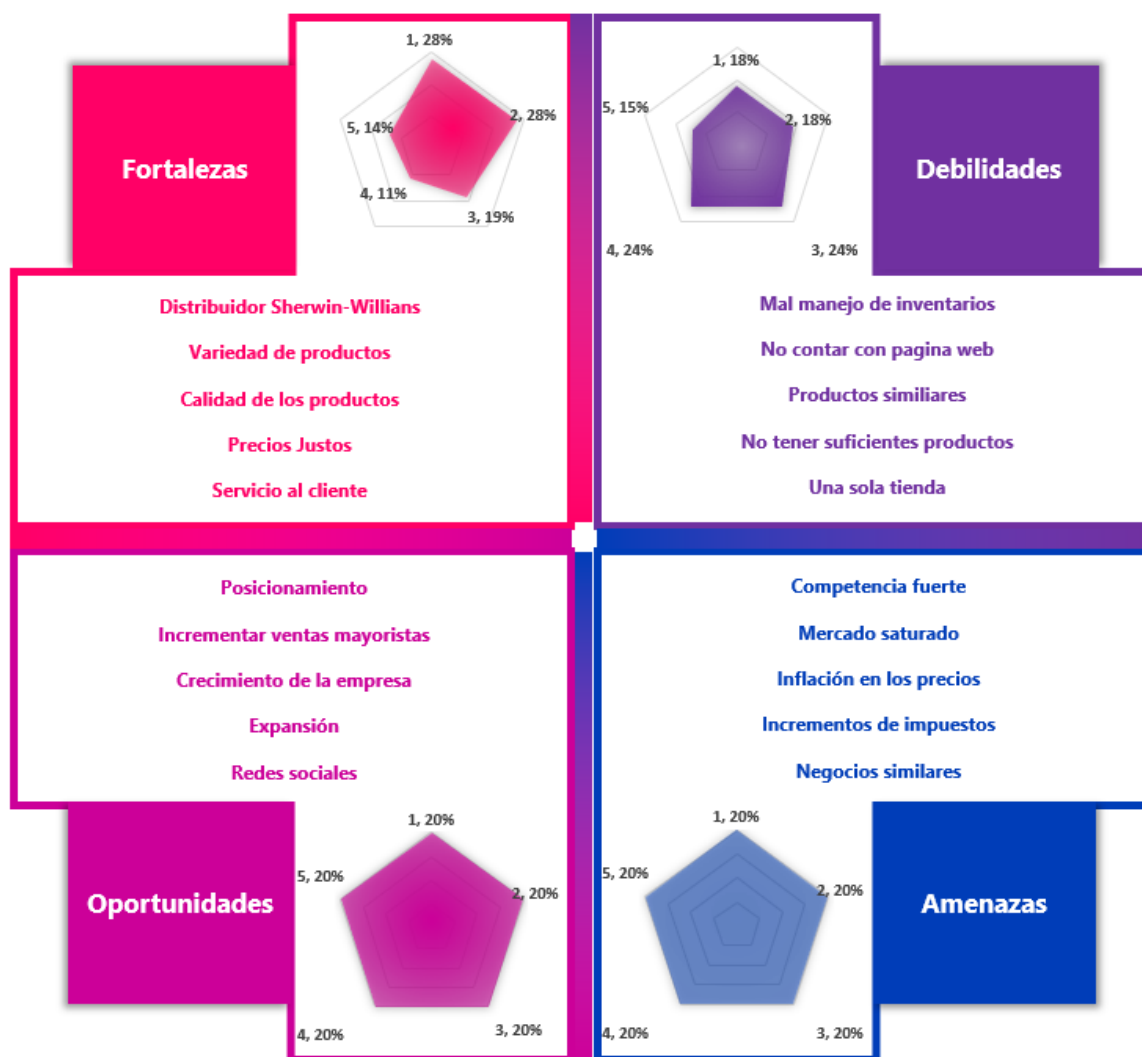 Fortalezas
1, 28%
2, 28%
3, 19%
4, 11%
5, 14%
Distribuidor Sherwin-Willians
Variedad de productos
Calidad de los productos
Precios Justos
Servicio al cliente
Debilidades
1, 18%
2, 18%
3, 24%
4, 24%
5, 15%
Mal manejo de inventarios
No contar con pagina web
Productos similiares
No tener suficientes productos
Una sola tienda
Posicionamiento
Incrementar ventas mayoristas
Crecimiento de la empresa
Expansión
Redes sociales
Oportunidades
1, 20%
2, 20%
3, 20%
4, 20%
5, 20%
Competencia fuerte
Mercado saturado
Inflación en los precios
Incrementos de impuestos
Negocios similares
Amenazas
1, 20%
2, 20%
3, 20%
4, 20%
5, 20%